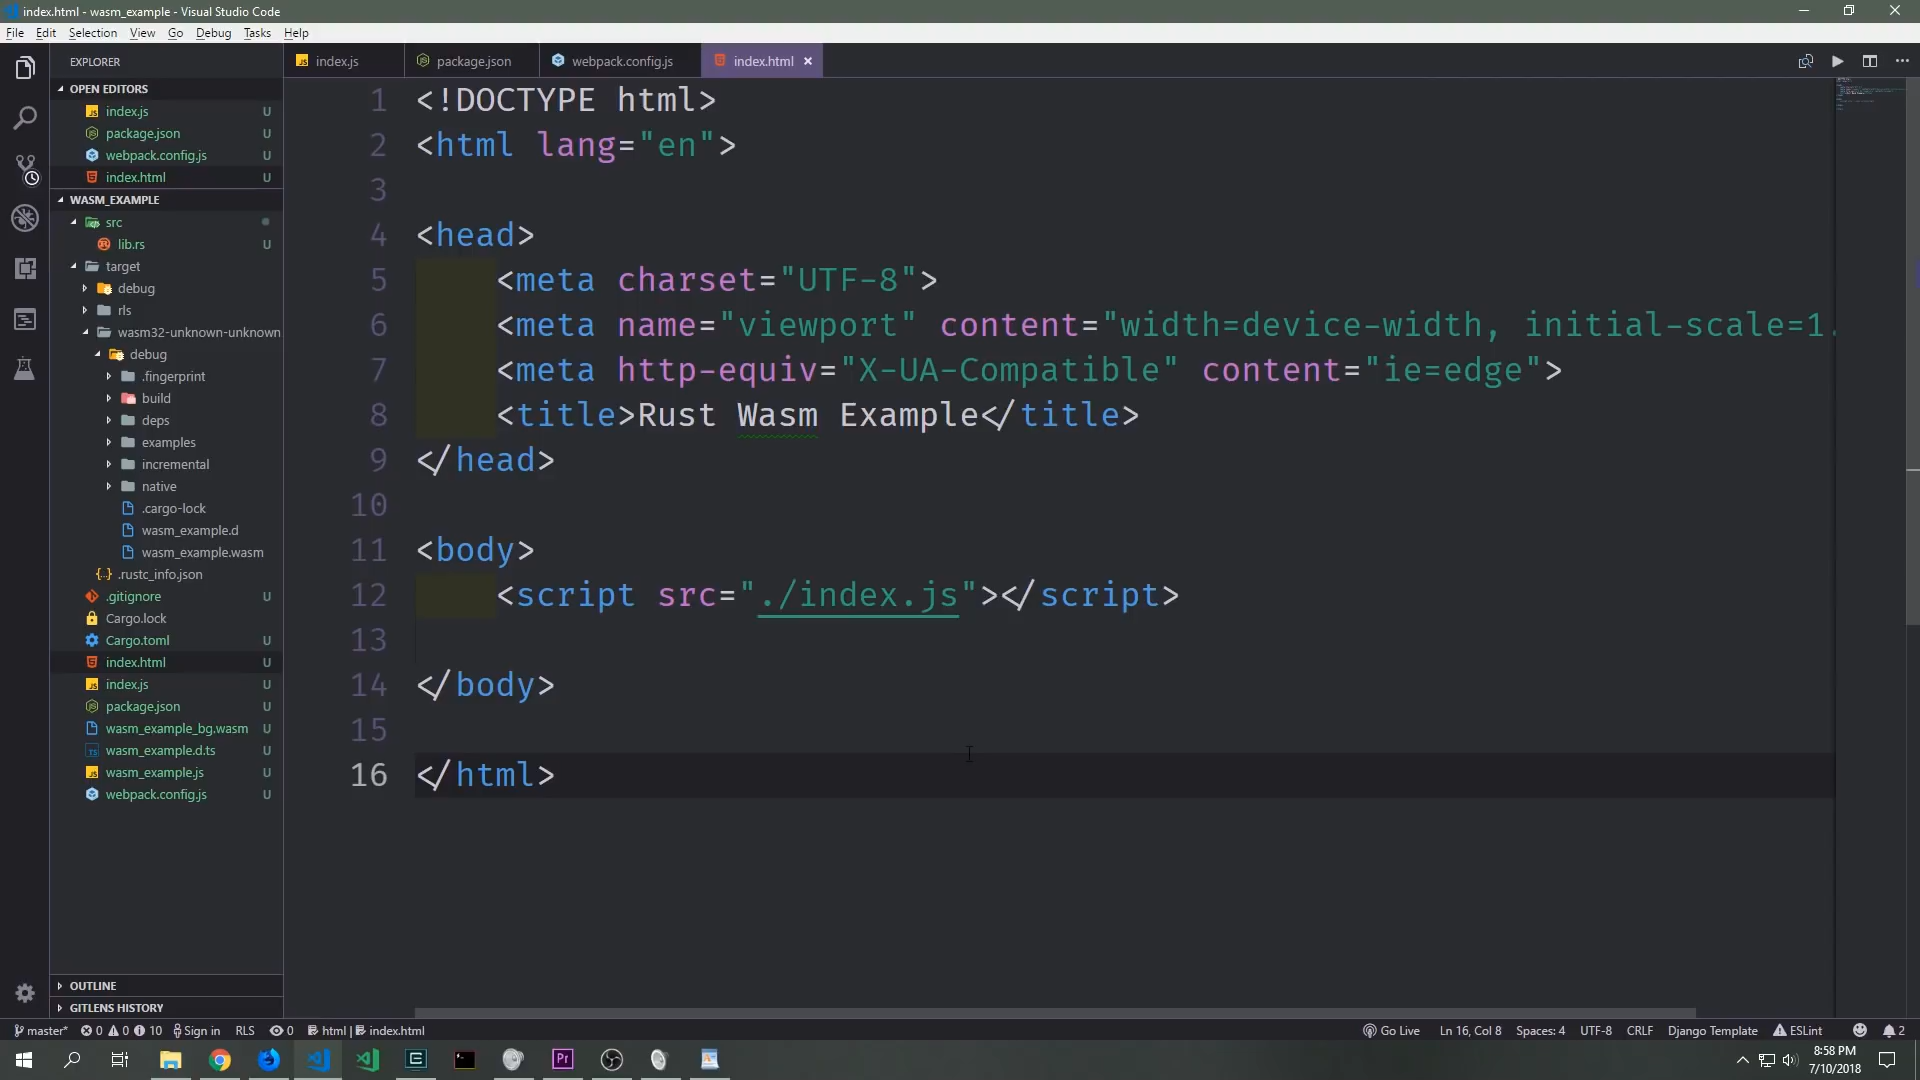 index.html - wasm_example - Visual Studio Code
File Edit Selection View Go Debug Tasks Help
EXPLORER
OPEN EDITORS
index.js U
package.json U
webpack.config.js U
index.html U
WASM_EXAMPLE
src
lib.rs U
target
debug
rls
wasm32-unknown-unknown
debug
.fingerprint
build
deps
examples
incremental
native
.cargo-lock
wasm_example.d
wasm_example.wasm
.rustc_info.json
.gitignore U
Cargo.lock
Cargo.toml U
index.html U
index.js U
package.json U
wasm_example_bg.wasm U
wasm_example.d.ts U
wasm_example.js U
webpack.config.js U
OUTLINE
GITLENS HISTORY
index.js package.json webpack.config.js index.html ×
1 <!DOCTYPE html>
2 <html lang="en">
3
4 <head>
5 <meta charset="UTF-8">
6 <meta name="viewport" content="width=device-width, initial-scale=1.
7 <meta http-equiv="X-UA-Compatible" content="ie=edge">
8 <title>Rust Wasm Example</title>
9 </head>
10
11 <body>
12 <script src="./index.js"></script>
13
14 </body>
15
16 </html>
master* 0 0 10 Sign in RLS 0 html | index.html Go Live Ln 16, Col 8 Spaces: 4 UTF-8 CRLF Django Template ESLint 2
Pr
8:58 PM
7/10/2018